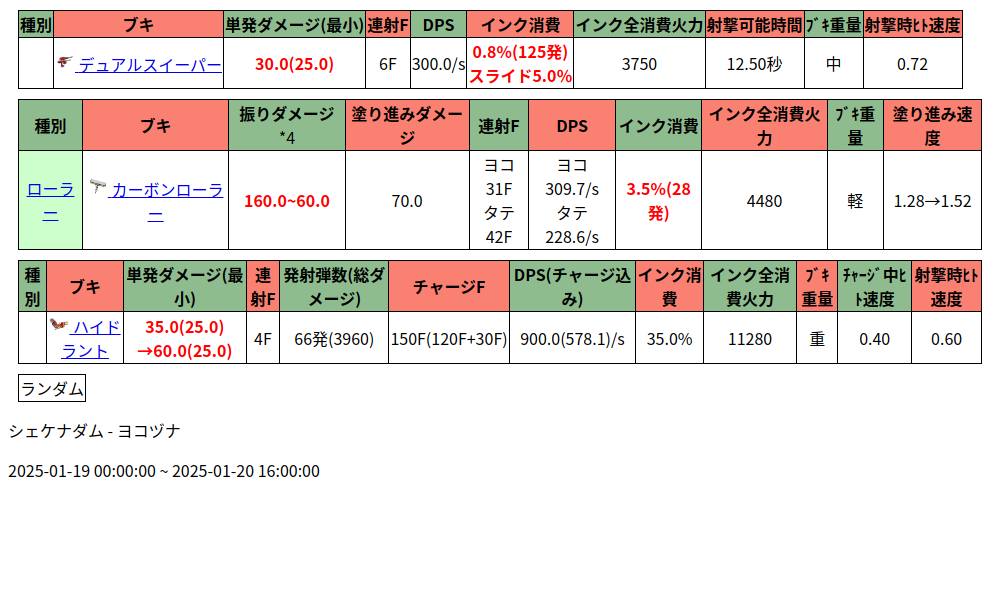 種別 ブキ 単発ダメージ(最小) 連射F DPS インク消費 インク全消費火力 射撃可能時間 ﾌﾞｷ重量 射撃時ﾋﾄ速度
デュアルスイーパー 30.0(25.0) 6F 300.0/s 0.8%(125発) スライド5.0% 3750 12.50秒 中 0.72
種別 ブキ 振りダメージ*4 塗り進みダメージ 連射F DPS インク消費 インク全消費火力 ﾌﾞｷ重量 塗り進み速度
ローラー カーボンローラー 160.0~60.0 70.0 ヨコ 31F タテ 42F ヨコ 309.7/s タテ 228.6/s 3.5%(28発) 4480 軽 1.28→1.52
種別 ブキ 単発ダメージ(最小) 連射F 発射弾数(総ダメージ) チャージF DPS(チャージ込み) インク消費 インク全消費火力 ﾌﾞｷ重量 ﾁｬｰｼﾞ中ﾋﾄ速度 射撃時ﾋﾄ速度
ハイドラント 35.0(25.0)→60.0(25.0) 4F 66発(3960) 150F(120F+30F) 900.0(578.1)/s 35.0% 11280 重 0.40 0.60
ランダム
シェケナダム - ヨコヅナ
2025-01-19 00:00:00 ~ 2025-01-20 16:00:00